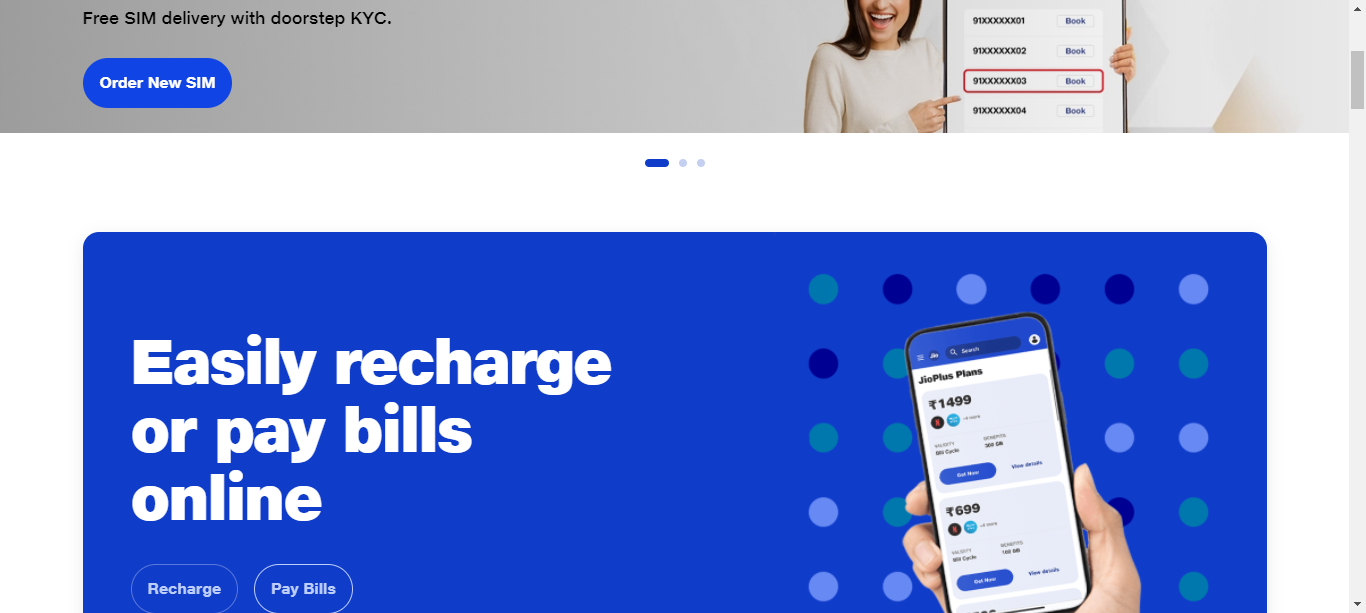 Free SIM delivery with doorstep KYC.
Order New SIM
91XXXXXX01 Book
91XXXXXX02 Book
91XXXXXX03 Book
91XXXXXX04 Book
Easily recharge
or pay bills
online
Recharge
Pay Bills
Jio Search
JioPlus Plans
₹1499
+4 more
VALIDITY BENEFITS
Bill Cycle 300 GB
Get Now View details
₹699
+4 more
VALIDITY BENEFITS
Bill Cycle 100 GB
Get Now View details